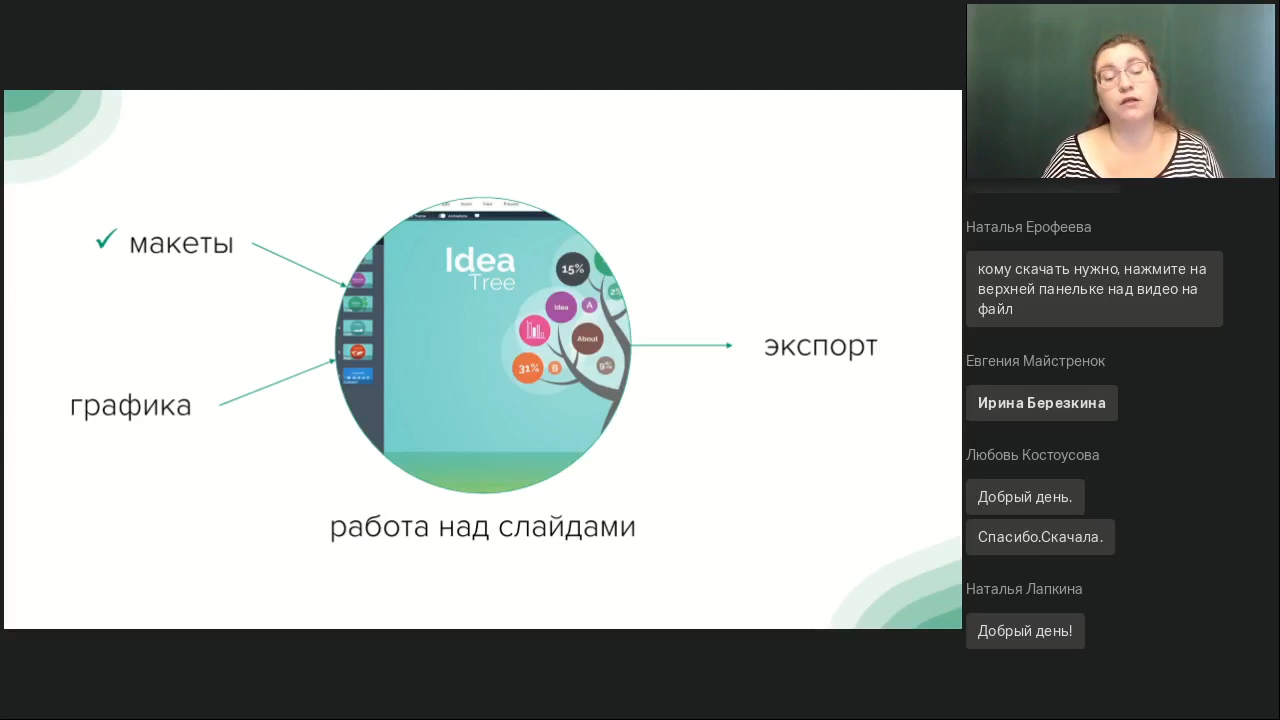 ✓ макеты
графика
Idea
Tree
15%
2%
Idea
A
About
31%
B
9%
экспорт
работа над слайдами
Наталья Ерофеева
кому скачать нужно, нажмите на
верхней панельке над видео на
файл
Евгения Майстренок
Ирина Березкина
Любовь Костоусова
Добрый день.
Спасибо.Скачала.
Наталья Лапкина
Добрый день!